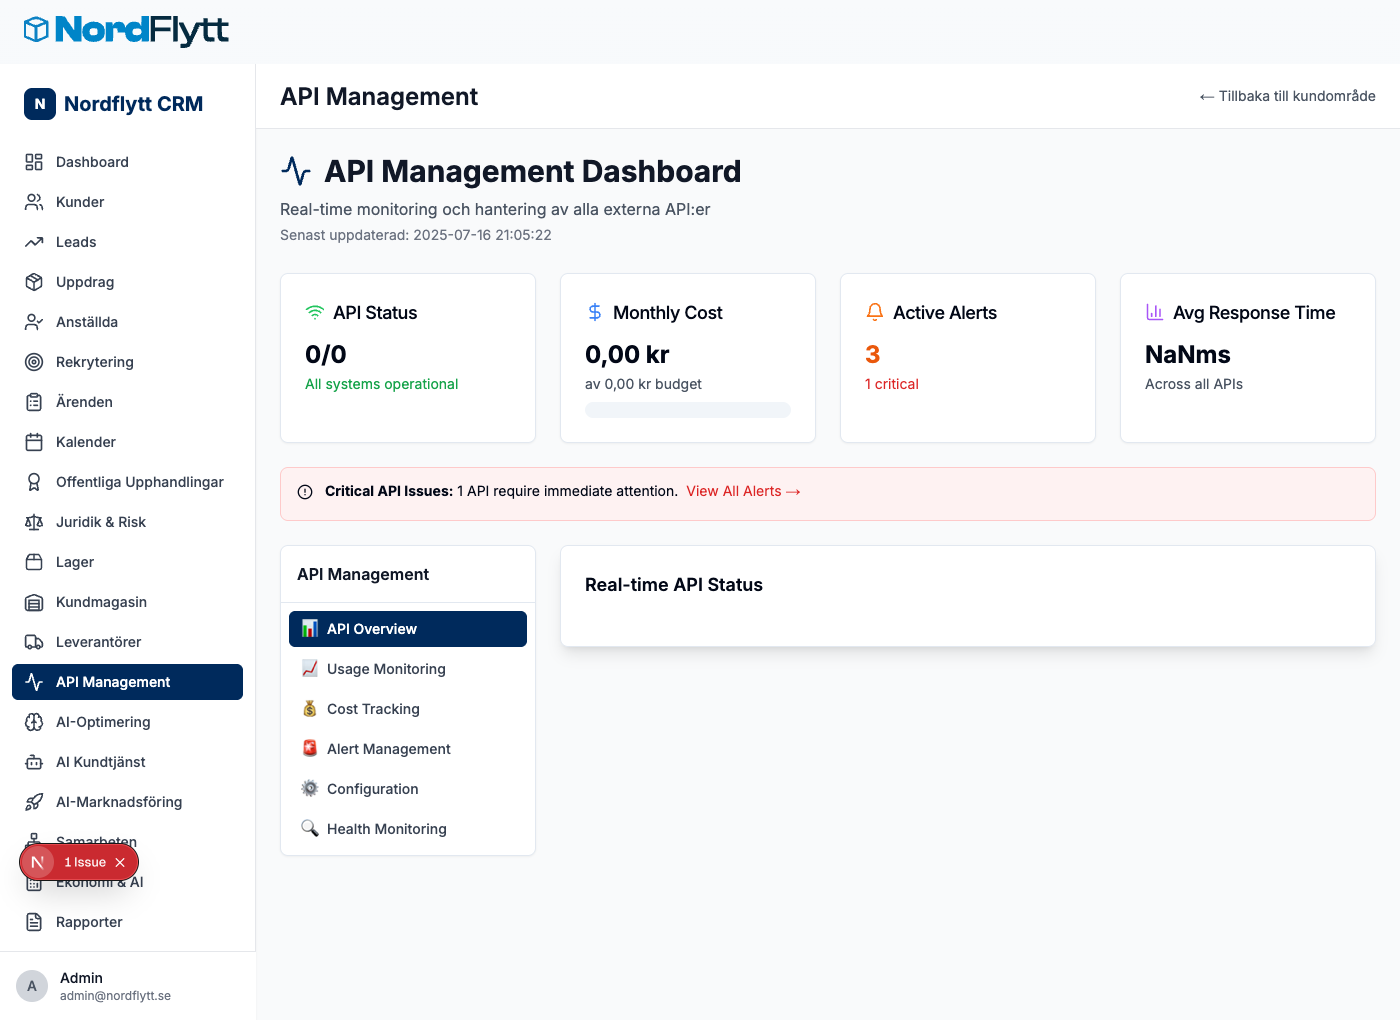 NordFlytt
N Nordflytt CRM
Dashboard
Kunder
Leads
Uppdrag
Anställda
Rekrytering
Ärenden
Kalender
Offentliga Upphandlingar
Juridik & Risk
Lager
Kundmagasin
Leverantörer
API Management
AI-Optimering
AI Kundtjänst
AI-Marknadsföring
Samarbeten
N 1 Issue
Ekonomi & AI
Rapporter
A
Admin
admin@nordflytt.se
API Management
← Tillbaka till kundområde
API Management Dashboard
Real-time monitoring och hantering av alla externa API:er
Senast uppdaterad: 2025-07-16 21:05:22
API Status
0/0
All systems operational
Monthly Cost
0,00 kr
av 0,00 kr budget
Active Alerts
3
1 critical
Avg Response Time
NaNms
Across all APIs
Critical API Issues: 1 API require immediate attention. View All Alerts →
API Management
API Overview
Usage Monitoring
Cost Tracking
Alert Management
Configuration
Health Monitoring
Real-time API Status